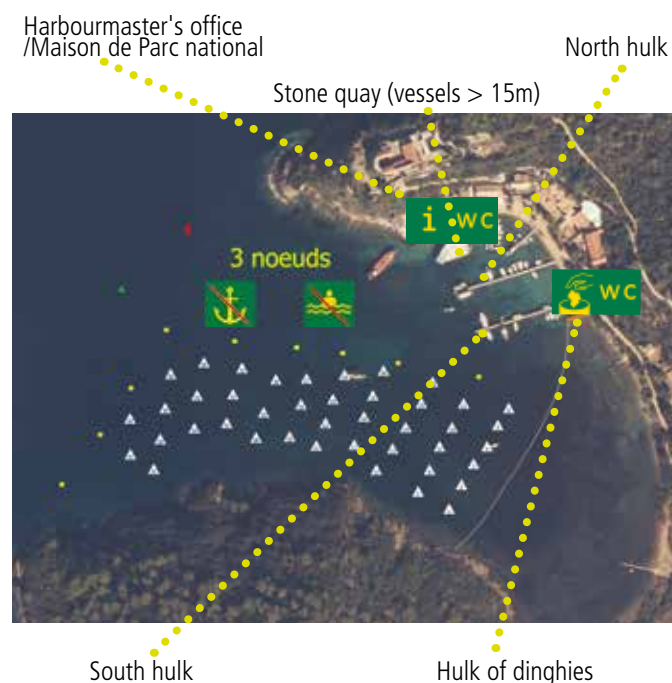 Harbourmaster's office
/Maison de Parc national
North hulk
Stone quay (vessels > 15m)
i wc
3 noeuds
wc
South hulk
Hulk of dinghies